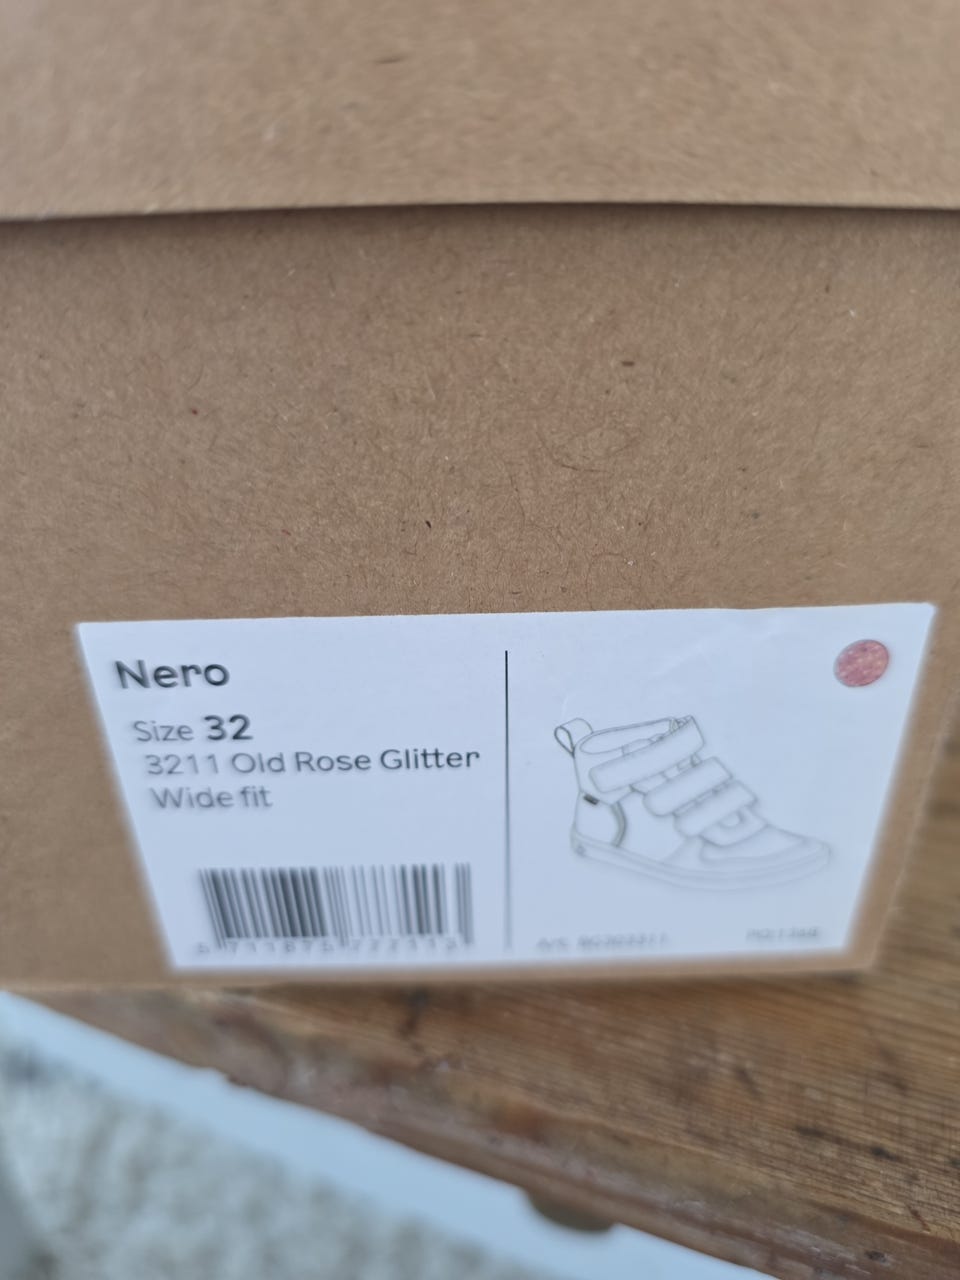 Nero
Size 32
3211 Old Rose Glitter
Wide fit